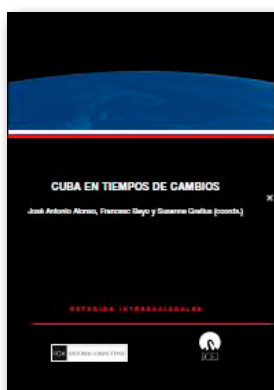 CUBA EN TIEMPOS DE CAMBIOS
José Antonio Alonso, Francesc Bayo y Susanne Gratius (coords.)
ESTUDIOS INTERNACIONALES